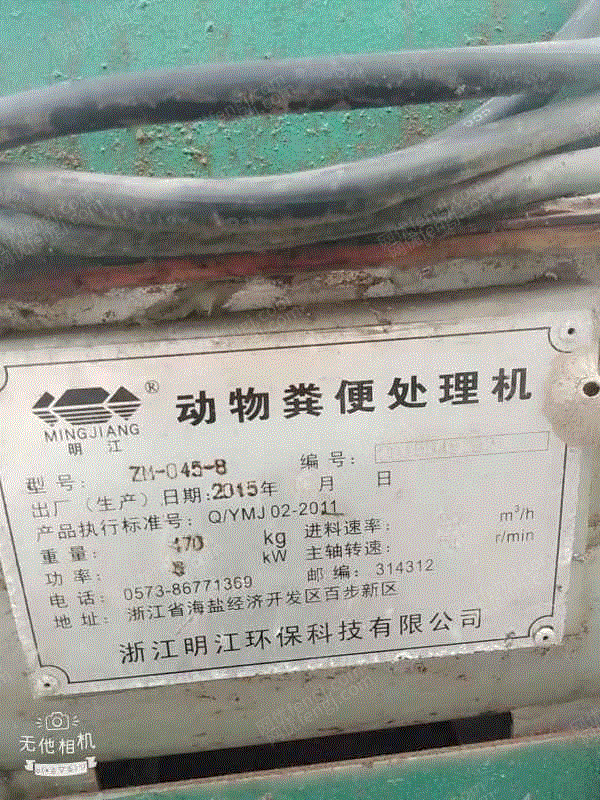 ® 动物粪便处理机
MINGJIANG
明江
型号: ZM-045-8 编号:
出厂(生产)日期:2015年 月 日
产品执行标准号: Q/YMJ 02-2011
重量: 470 kg 进料速率: m³/h
功率: kW 主轴转速: r/min
电话: 0573-86771369 邮编: 314312
地址: 浙江省海盐经济开发区百步新区
浙江明江环保科技有限公司
无他相机